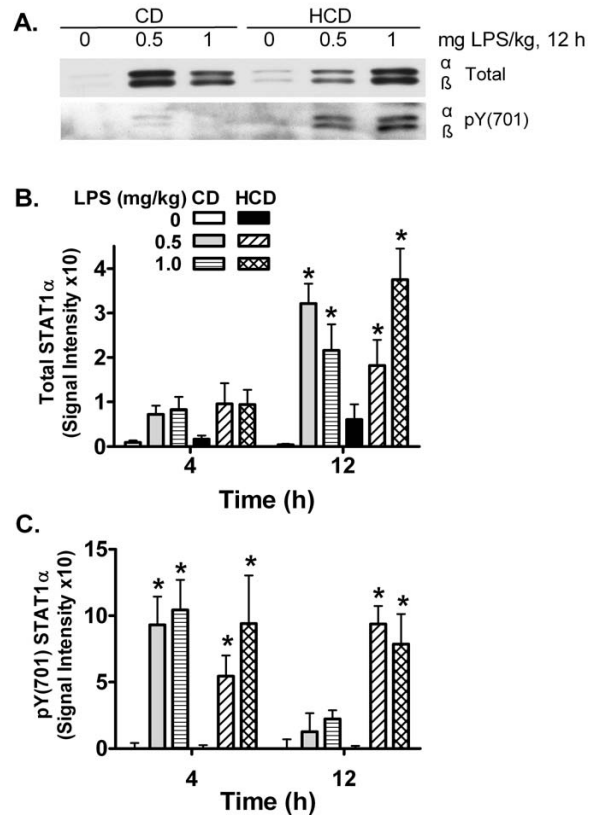 A.
CD HCD
0 0.5 1 0 0.5 1 mg LPS/kg, 12 h
α
ß Total
α
ß pY(701)
B.
LPS (mg/kg) CD HCD
0
0.5
1.0
Total STAT1α
(Signal Intensity x10)
4
3
2
1
0
* * * *
4 12
Time (h)
C.
pY(701) STAT1α
(Signal Intensity x10)
15
10
5
0
* * * * * *
4 12
Time (h)